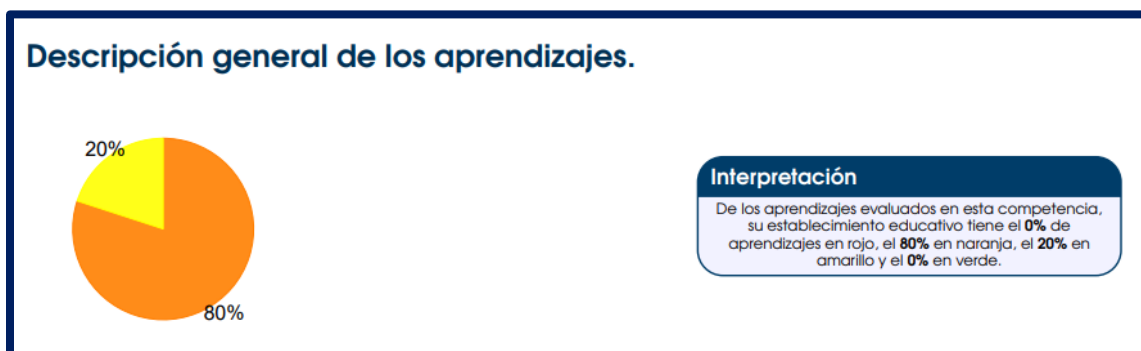 Descripción general de los aprendizajes.
20%
80%
Interpretación
De los aprendizajes evaluados en esta competencia,
su establecimiento educativo tiene el 0% de
aprendizajes en rojo, el 80% en naranja, el 20% en
amarillo y el 0% en verde.